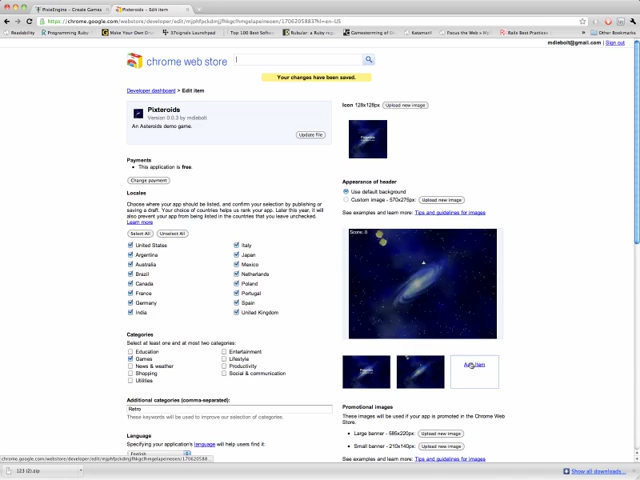 PixieEngine — Create Games
Pixteroids - Edit Item
https://chrome.google.com/webstore/developer/edit/
Readability
Programming Ruby
Make Your Own D
37signals Launchpad
Top 100 Best Soft
Rubular: a Ruby
Katamari
Focus the Web
Rails Best Practices
Other Bookmarks
mdiebolt@gmail.com | Sign out
chrome web store
Your changes have been saved.
Developer dashboard > Edit item
Pixteroids
Version 0.0.3 by mdiebolt
An Asteroids demo game.
Update file
Payments
This application is free.
Change payment
Locales
Choose where your app should be listed, and confirm your selection by publishing or
saving a draft. Your choice of countries helps us rank your app. Later this year, it will
also prevent your app from being listed in the countries that you leave unchecked.
Learn more
Select All Unselect All
United States Italy
Argentina Japan
Australia Mexico
Brazil Netherlands
Canada Poland
France Portugal
Germany Spain
India United Kingdom
Categories
Select at least one and at most two categories.
Education Entertainment
Games Lifestyle
News & weather Productivity
Shopping Social & communication
Utilities
Additional categories (comma-separated):
Retro
These keywords will be used to improve our selection of categories.
Language
Specifying your application's language will help users find it:
English
Icon 128x128px Upload new image
Appearance of header
Use default background
Custom image - 570x275px: Upload new image
See examples and learn more: Tips and guidelines for images
Score: 0
Add item
Promotional images
These images will be used if your app is promoted in the Chrome
Web Store.
Large banner - 595x220px: Upload new image
Small banner - 210x140px: Upload new image
See examples and learn more: Tips and guidelines for images
123 (2).zip
Show all downloads...